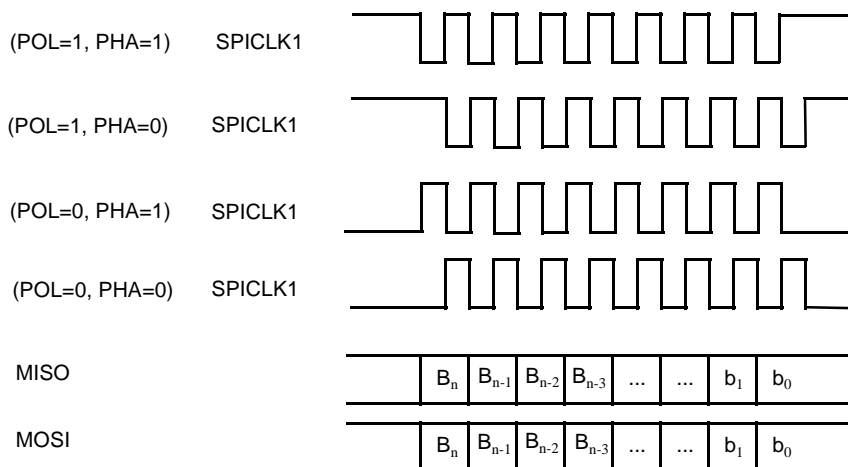 (POL=1, PHA=1) SPICLK1
(POL=1, PHA=0) SPICLK1
(POL=0, PHA=1) SPICLK1
(POL=0, PHA=0) SPICLK1
MISO Bn Bn-1 Bn-2 Bn-3 ... ... b1 b0
MOSI Bn Bn-1 Bn-2 Bn-3 ... ... b1 b0